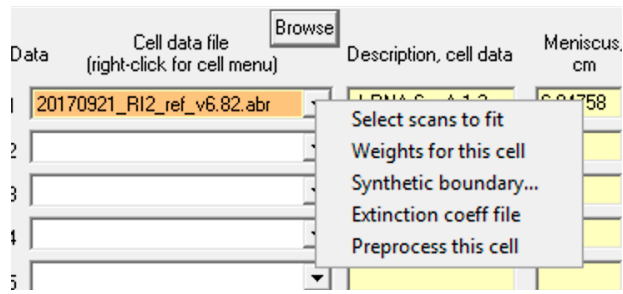 Browse
Cell data file
Data
(right-click for cell menu)
Description, cell data
Meniscus,
cm
20170921_RI2_ref_v6.82.abr
Select scans to fit
Weights for this cell
Synthetic boundary...
Extinction coeff file
Preprocess this cell
2
3
4
5